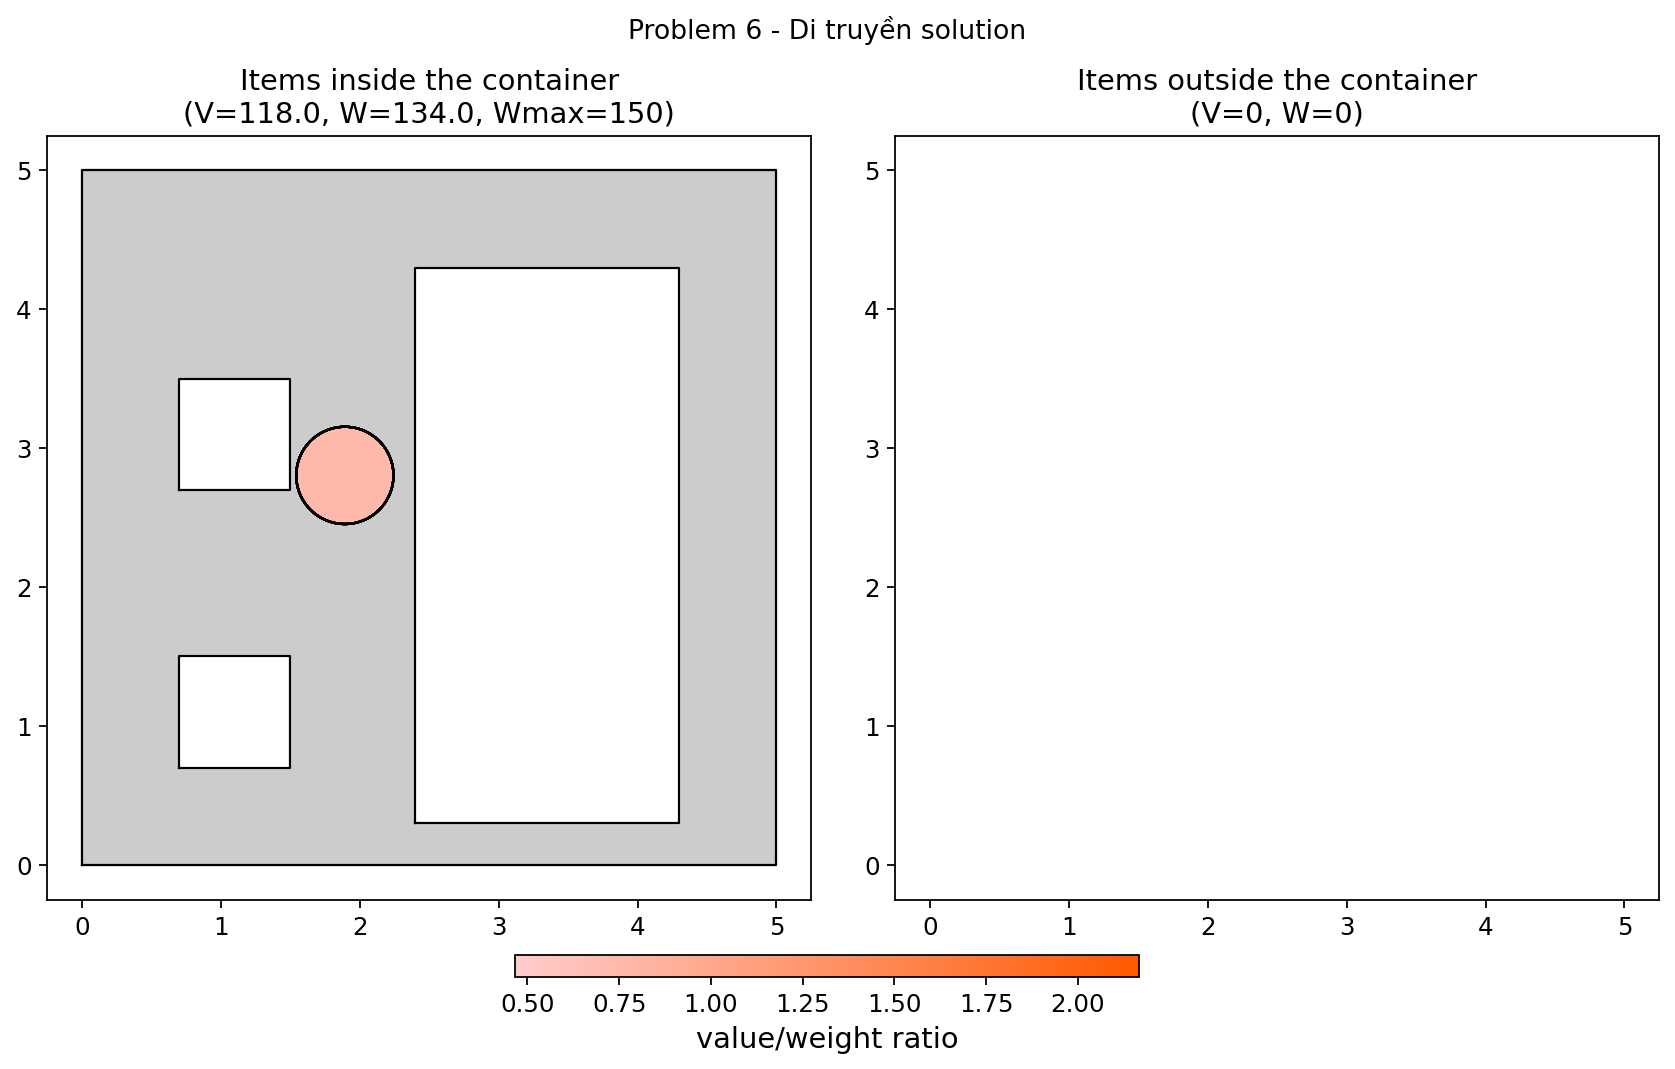 Problem 6 - Di truyền solution
Items inside the container
(V=118.0, W=134.0, Wmax=150)
5
4
3
2
1
0
0 1 2 3 4 5
Items outside the container
(V=0, W=0)
5
4
3
2
1
0
0 1 2 3 4 5
0.50 0.75 1.00 1.25 1.50 1.75 2.00
value/weight ratio